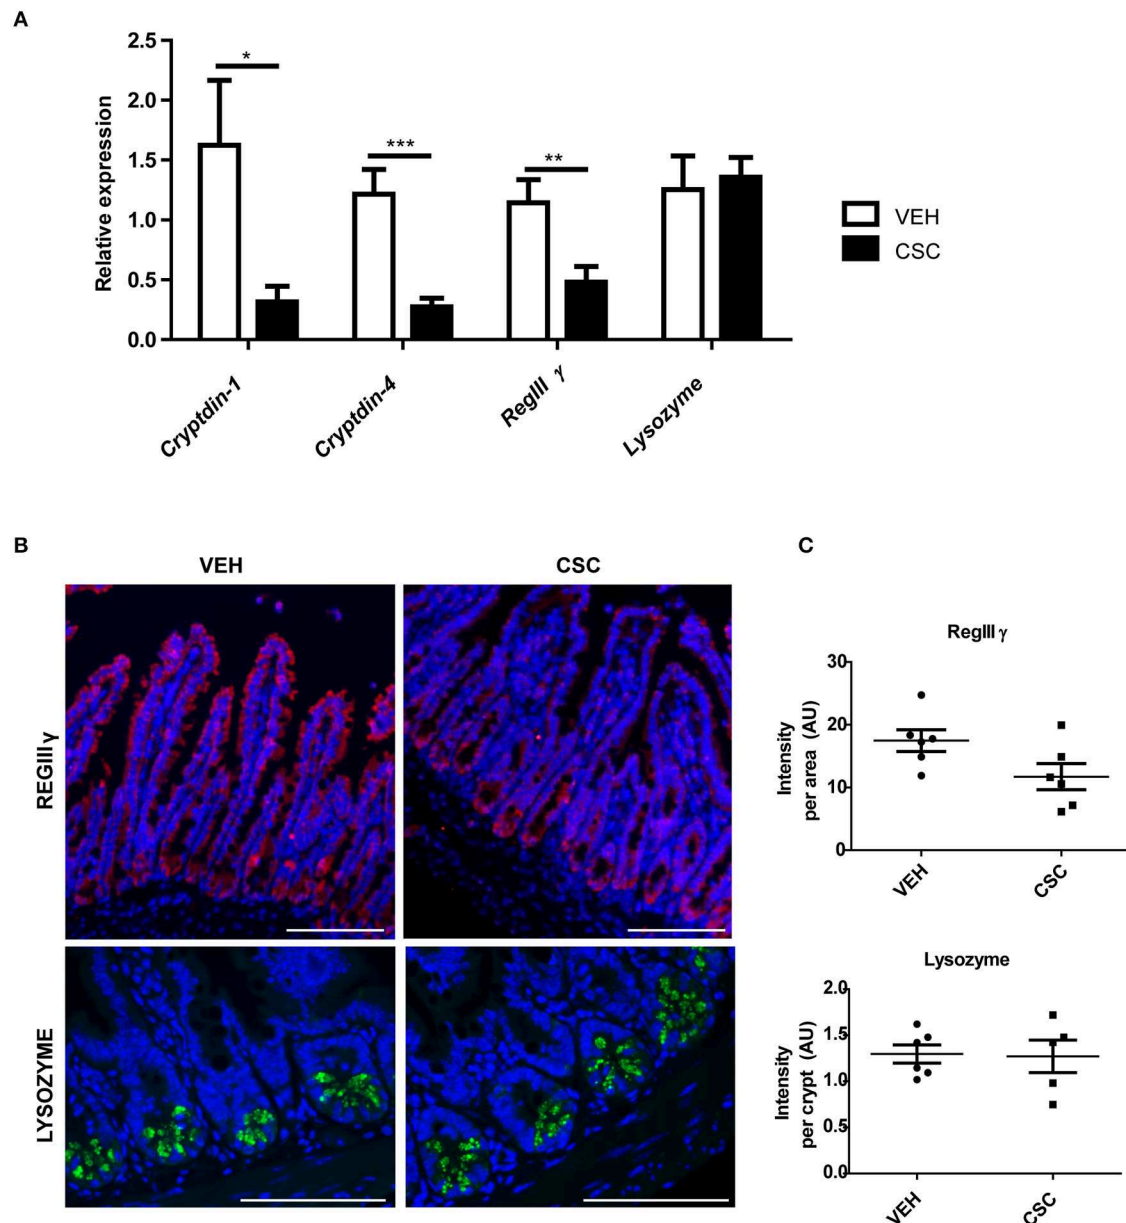 A
2.5
2.0
1.5
1.0
0.5
0.0
Relative expression
*
***
**
Cryptdin-1
Cryptdin-4
RegIII γ
Lysozyme
VEH
CSC
B
VEH
CSC
REGIII γ
LYSOZYME
C
RegIII γ
30
20
10
0
Intensity
per area (AU)
VEH
CSC
Lysozyme
2.0
1.5
1.0
0.5
0.0
Intensity
per crypt (AU)
VEH
CSC